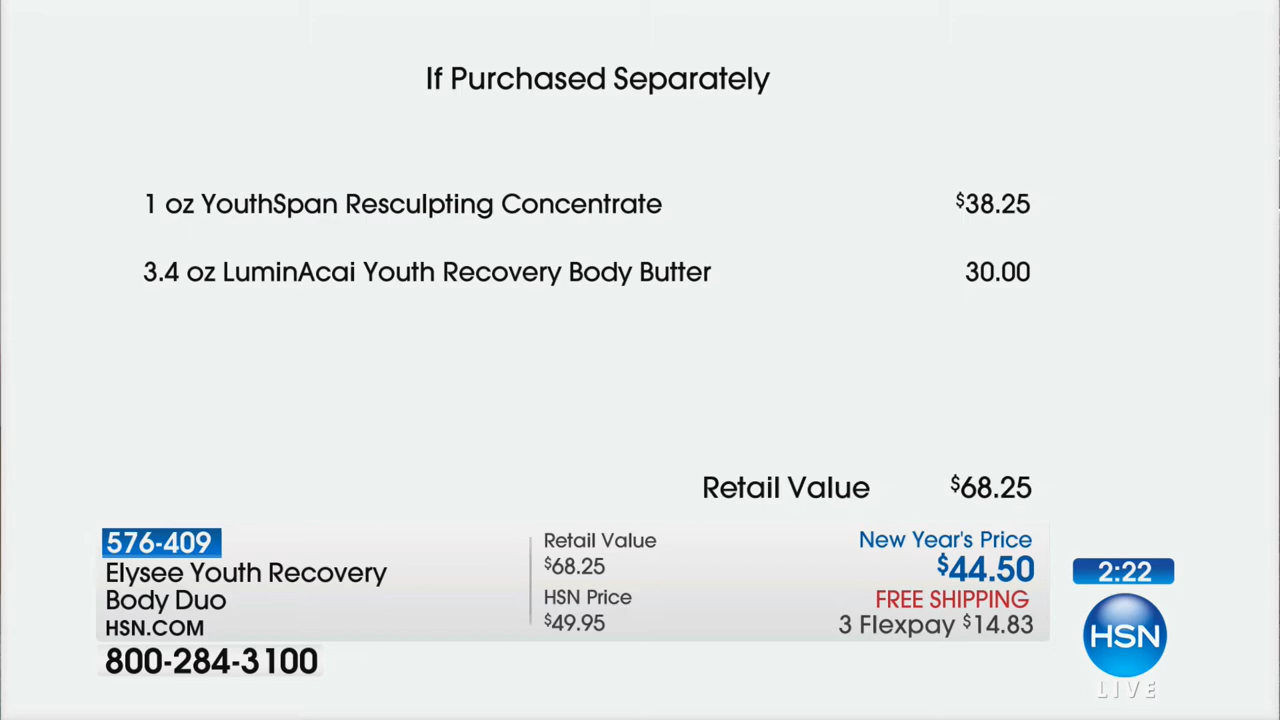 If Purchased Separately
1 oz YouthSpan Resculpting Concentrate $38.25
3.4 oz LuminAcai Youth Recovery Body Butter 30.00
Retail Value $68.25
576-409
Elysee Youth Recovery
Body Duo
HSN.COM
800-284-3100
Retail Value
$68.25
HSN Price
$49.95
New Year's Price
$44.50
FREE SHIPPING
3 Flexpay $14.83
2:22
HSN
LIVE